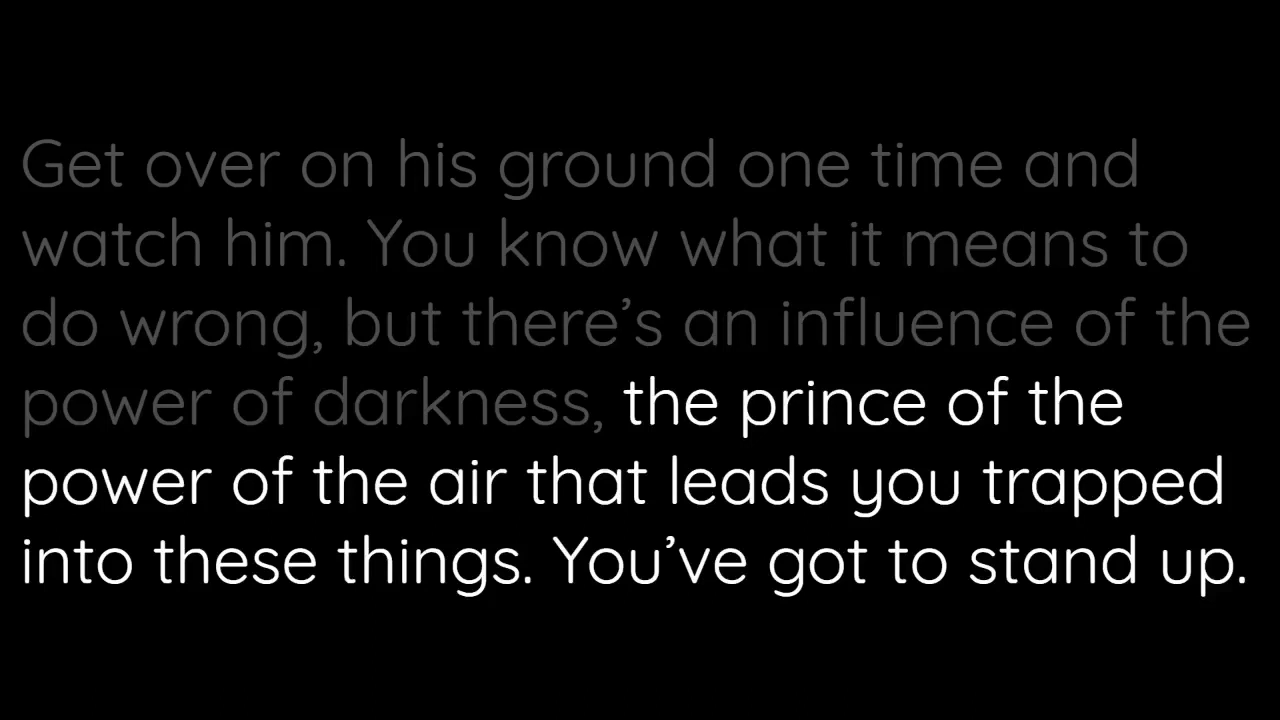 Get over on his ground one time and
watch him. You know what it means to
do wrong, but there’s an influence of the
power of darkness, the prince of the
power of the air that leads you trapped
into these things. You’ve got to stand up.